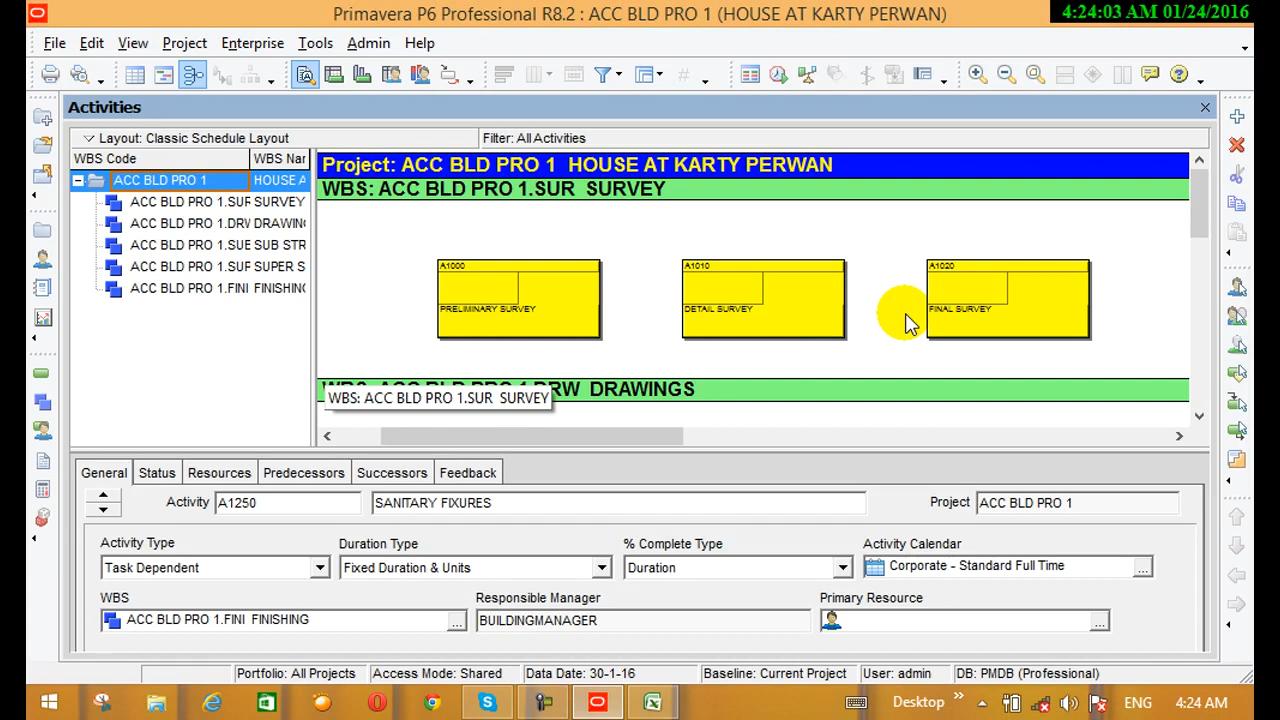 Primavera P6 Professional R8.2 : ACC BLD PRO 1 (HOUSE AT KARTY PERWAN)
4:24:03 AM 01/24/2016
File Edit View Project Enterprise Tools Admin Help
Activities
Layout: Classic Schedule Layout
Filter: All Activities
WBS Code WBS Nar
ACC BLD PRO 1 HOUSE A
ACC BLD PRO 1.SUF SURVEY
ACC BLD PRO 1.DRV DRAWIN
ACC BLD PRO 1.SUE SUB STR
ACC BLD PRO 1.SUF SUPER S
ACC BLD PRO 1.FINI FINISHING
Project: ACC BLD PRO 1 HOUSE AT KARTY PERWAN
WBS: ACC BLD PRO 1.SUR SURVEY
A1000
PRELIMINARY SURVEY
A1010
DETAIL SURVEY
A1020
FINAL SURVEY
WBS: ACC BLD PRO 1.DRW DRAWINGS
WBS: ACC BLD PRO 1.SUR SURVEY
General Status Resources Predecessors Successors Feedback
Activity A1250 SANITARY FIXURES Project ACC BLD PRO 1
Activity Type Duration Type % Complete Type Activity Calendar
Task Dependent Fixed Duration & Units Duration Corporate - Standard Full Time
WBS Responsible Manager Primary Resource
ACC BLD PRO 1.FINI FINISHING BUILDINGMANAGER
Portfolio: All Projects Access Mode: Shared Data Date: 30-1-16 Baseline: Current Project User: admin DB: PMDB (Professional)
Desktop ENG 4:24 AM